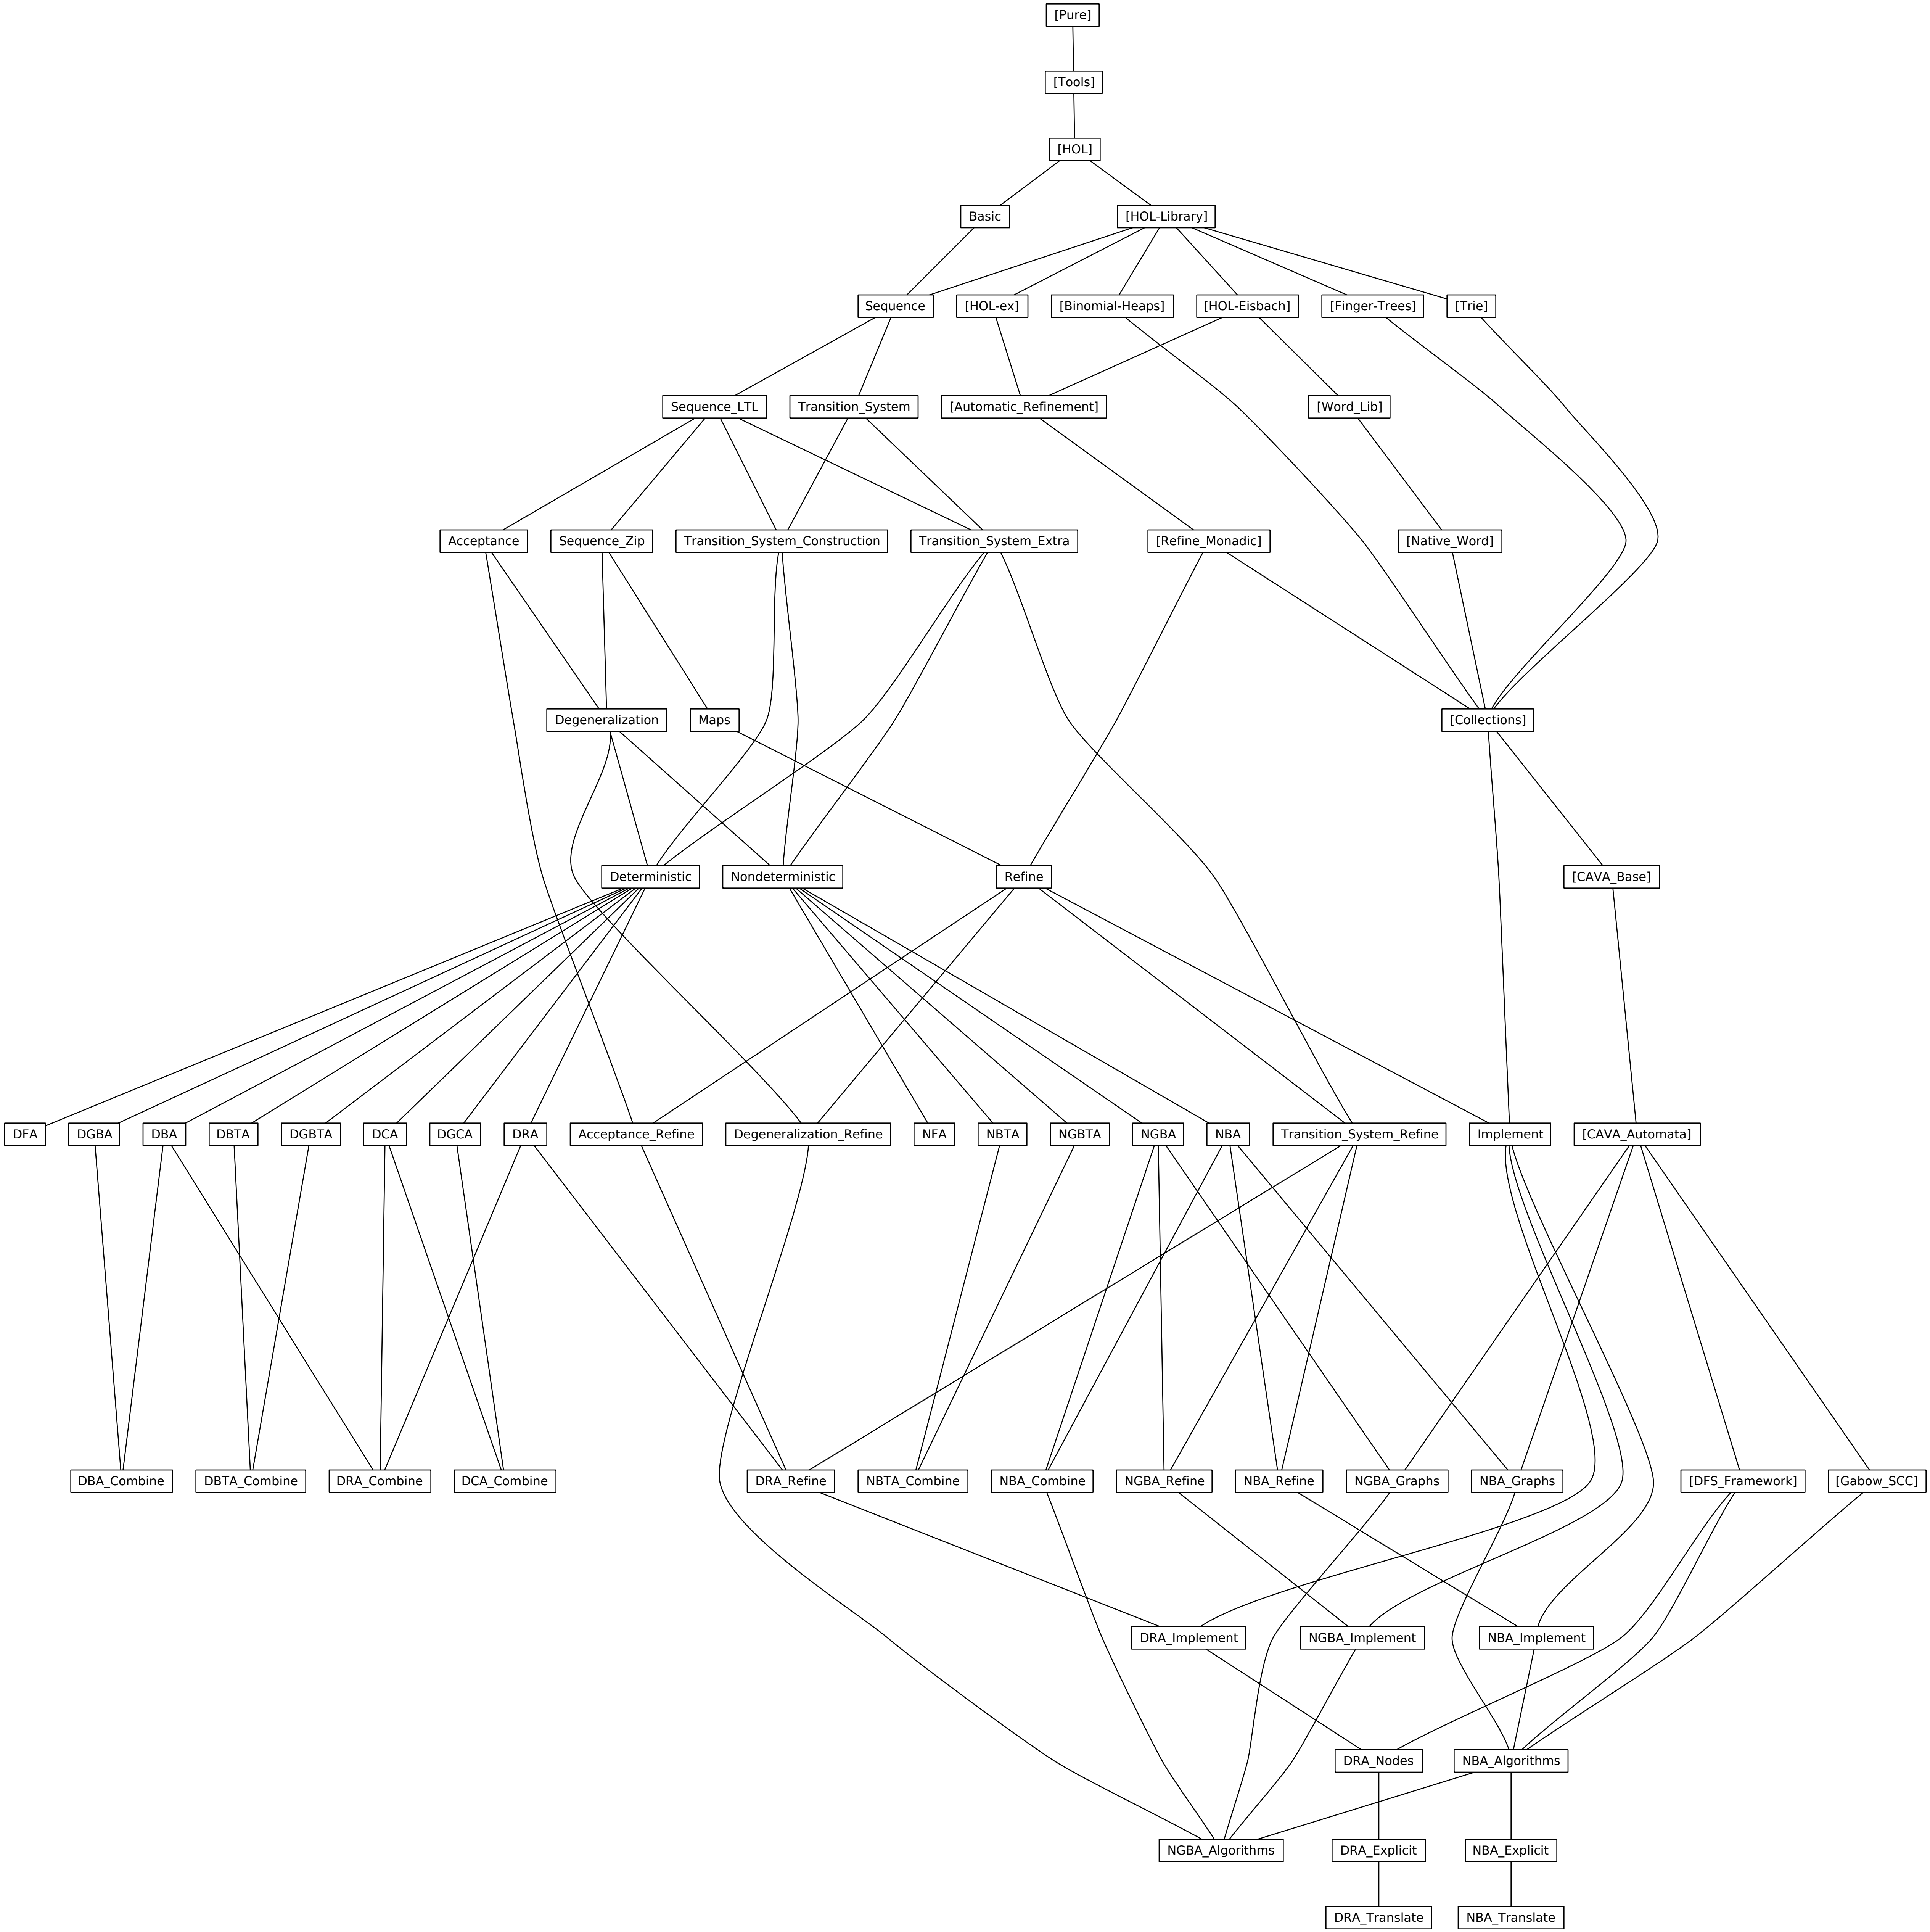 [Pure]
[Tools]
[HOL]
Basic
[HOL-Library]
Sequence
[HOL-ex]
[Binomial-Heaps]
[HOL-Eisbach]
[Finger-Trees]
[Trie]
Sequence_LTL
Transition_System
[Automatic_Refinement]
[Word_Lib]
Acceptance
Sequence_Zip
Transition_System_Construction
Transition_System_Extra
[Refine_Monadic]
[Native_Word]
Degeneralization
Maps
[Collections]
Deterministic
Nondeterministic
Refine
[CAVA_Base]
DFA
DGBA
DBA
DBTA
DGBTA
DCA
DGCA
DRA
Acceptance_Refine
Degeneralization_Refine
NFA
NBTA
NGBTA
NGBA
NBA
Transition_System_Refine
Implement
[CAVA_Automata]
DBA_Combine
DBTA_Combine
DRA_Combine
DCA_Combine
DRA_Refine
NBTA_Combine
NBA_Combine
NGBA_Refine
NBA_Refine
NGBA_Graphs
NBA_Graphs
[DFS_Framework]
[Gabow_SCC]
DRA_Implement
NGBA_Implement
NBA_Implement
DRA_Nodes
NBA_Algorithms
NGBA_Algorithms
DRA_Explicit
NBA_Explicit
DRA_Translate
NBA_Translate